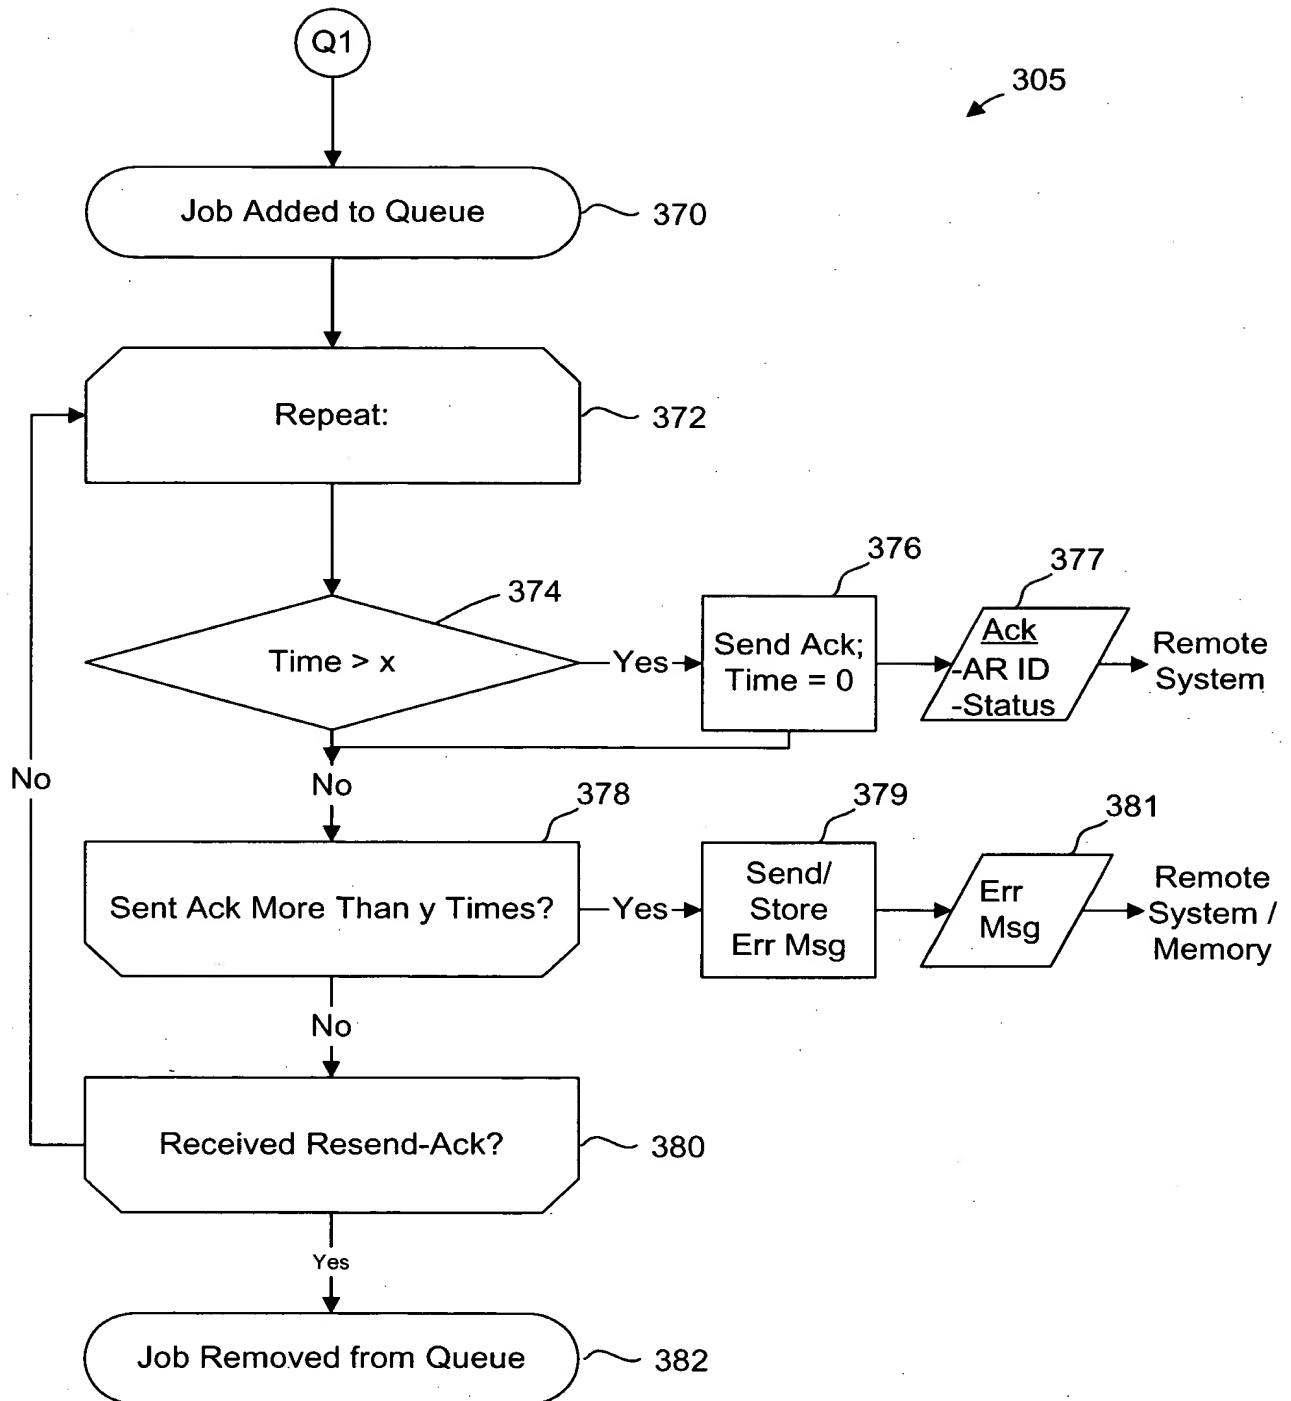 Q1
305
Job Added to Queue
370
Repeat:
372
374
376
377
Time > x
Yes
Send Ack;
Time = 0
Ack
-AR ID
-Status
Remote
System
No
No
378
379
381
Sent Ack More Than y Times?
Yes
Send/
Store
Err Msg
Err
Msg
Remote
System /
Memory
No
Received Resend-Ack?
380
Yes
Job Removed from Queue
382